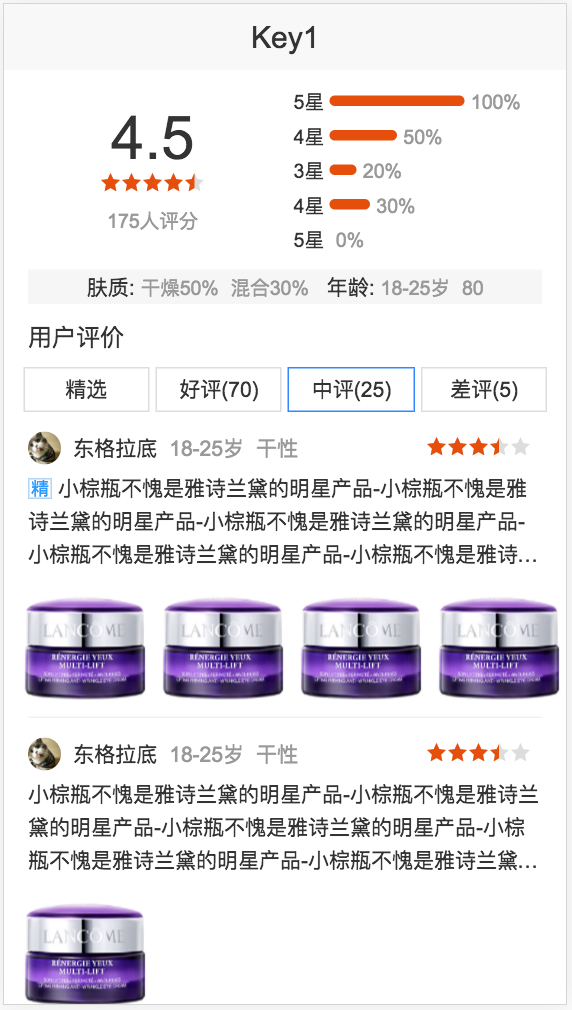 Key1
4.5
175人评分
5星 100%
4星 50%
3星 20%
4星 30%
5星 0%
肤质: 干燥50% 混合30% 年龄: 18-25岁 80
用户评价
精选 好评(70) 中评(25) 差评(5)
东格拉底 18-25岁 干性
精 小棕瓶不愧是雅诗兰黛的明星产品-小棕瓶不愧是雅
诗兰黛的明星产品-小棕瓶不愧是雅诗兰黛的明星产品-
小棕瓶不愧是雅诗兰黛的明星产品-小棕瓶不愧是雅诗…
LANCOME LANCOME LANCOME LANCOME
RÉNERGIE YEUX RÉNERGIE YEUX RÉNERGIE YEUX RÉNERGIE YEUX
MULTI-LIFT MULTI-LIFT MULTI-LIFT MULTI-LIFT
东格拉底 18-25岁 干性
小棕瓶不愧是雅诗兰黛的明星产品-小棕瓶不愧是雅诗兰
黛的明星产品-小棕瓶不愧是雅诗兰黛的明星产品-小棕
瓶不愧是雅诗兰黛的明星产品-小棕瓶不愧是雅诗兰黛…
LANCOME
RÉNERGIE YEUX
MULTI-LIFT